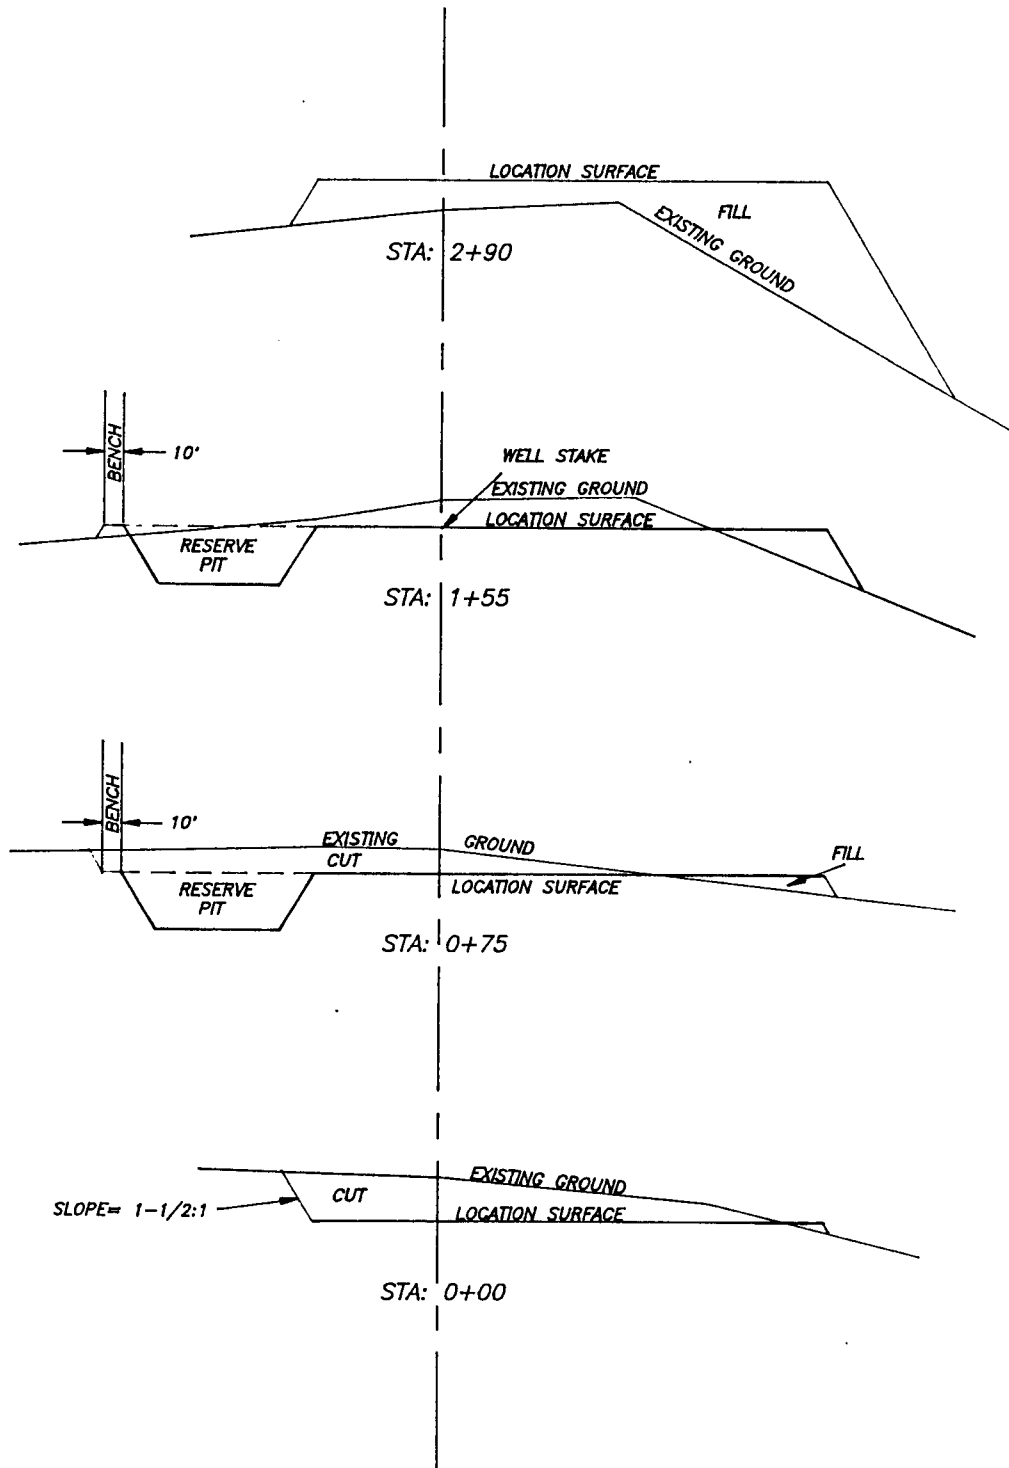 LOCATION SURFACE
FILL
EXISTING GROUND
STA: 2+90
BENCH
10'
WELL STAKE
EXISTING GROUND
LOCATION SURFACE
RESERVE
PIT
STA: 1+55
BENCH
10'
EXISTING GROUND
CUT
FILL
LOCATION SURFACE
RESERVE
PIT
STA: 0+75
EXISTING GROUND
CUT
SLOPE= 1-1/2:1
LOCATION SURFACE
STA: 0+00